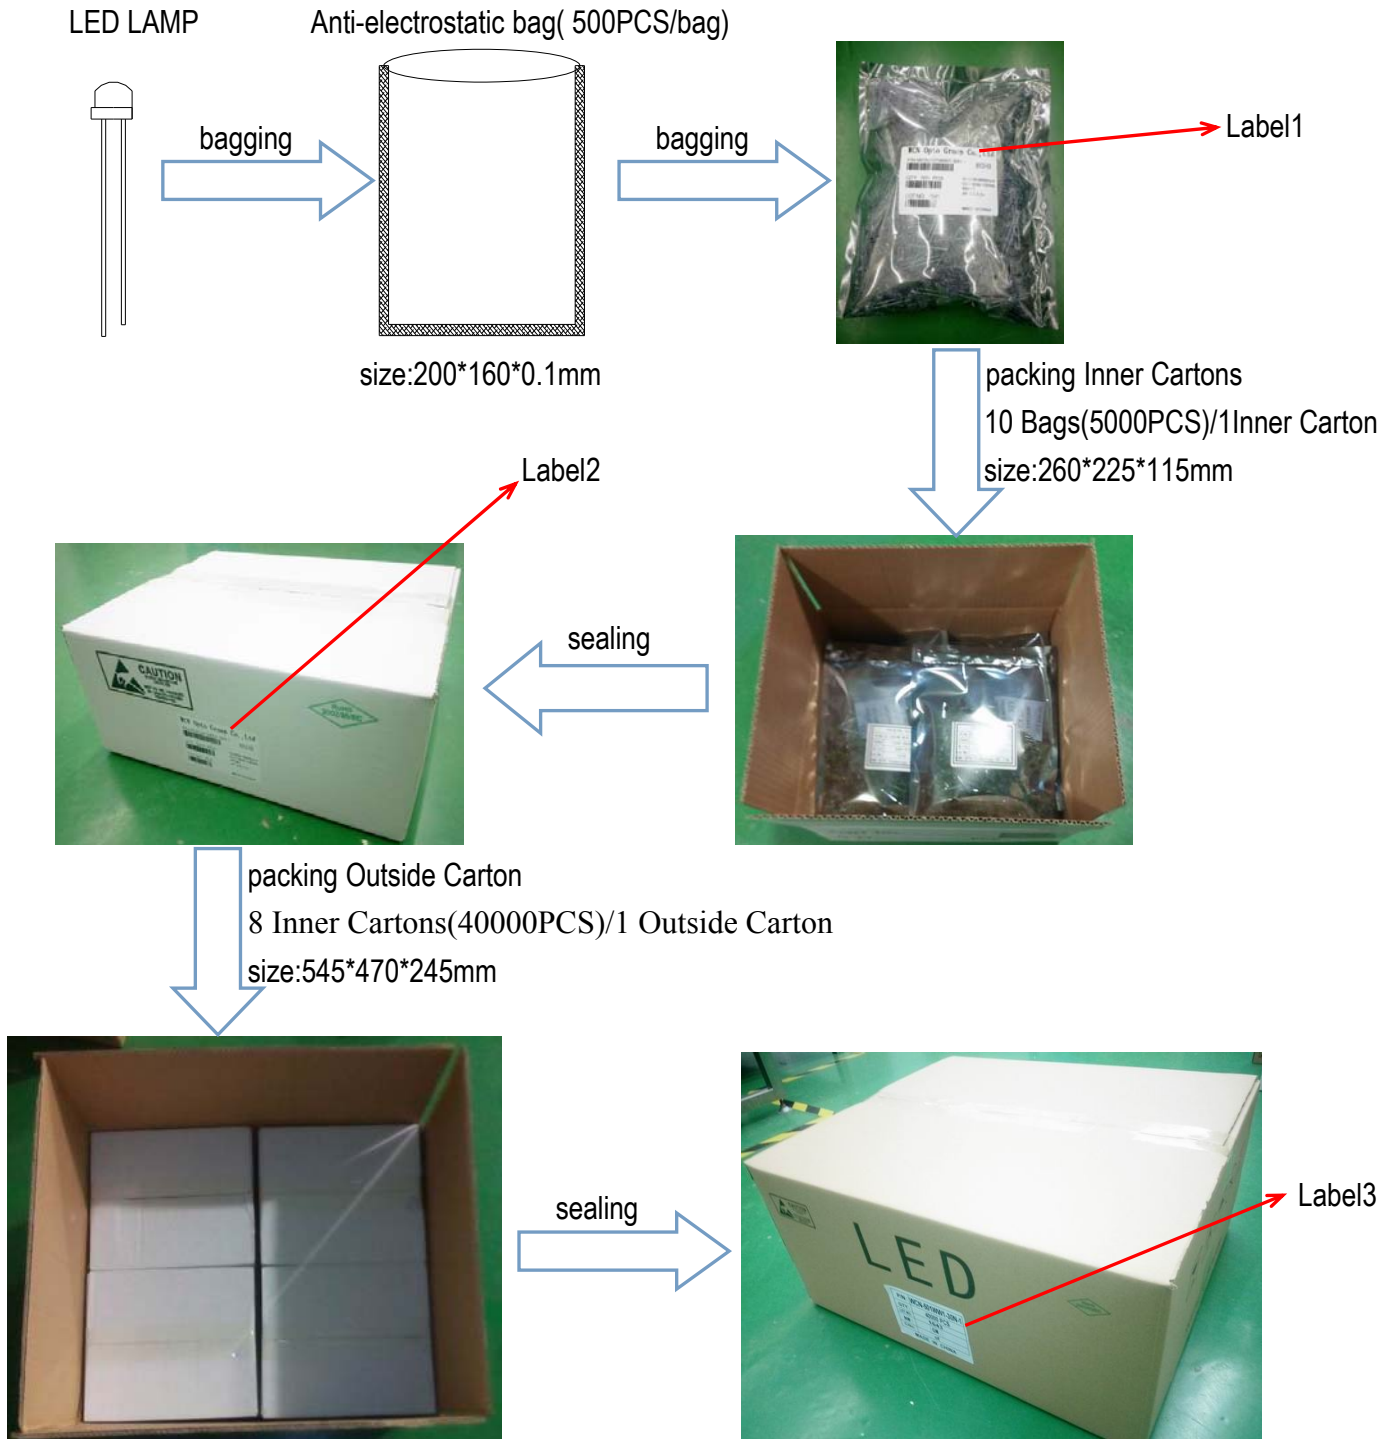 LED LAMP
Anti-electrostatic bag( 500PCS/bag)
bagging
bagging
Label1
size:200*160*0.1mm
packing Inner Cartons
10 Bags(5000PCS)/1Inner Carton
size:260*225*115mm
Label2
sealing
CAUTION
packing Outside Carton
8 Inner Cartons(40000PCS)/1 Outside Carton
size:545*470*245mm
sealing
Label3
LED